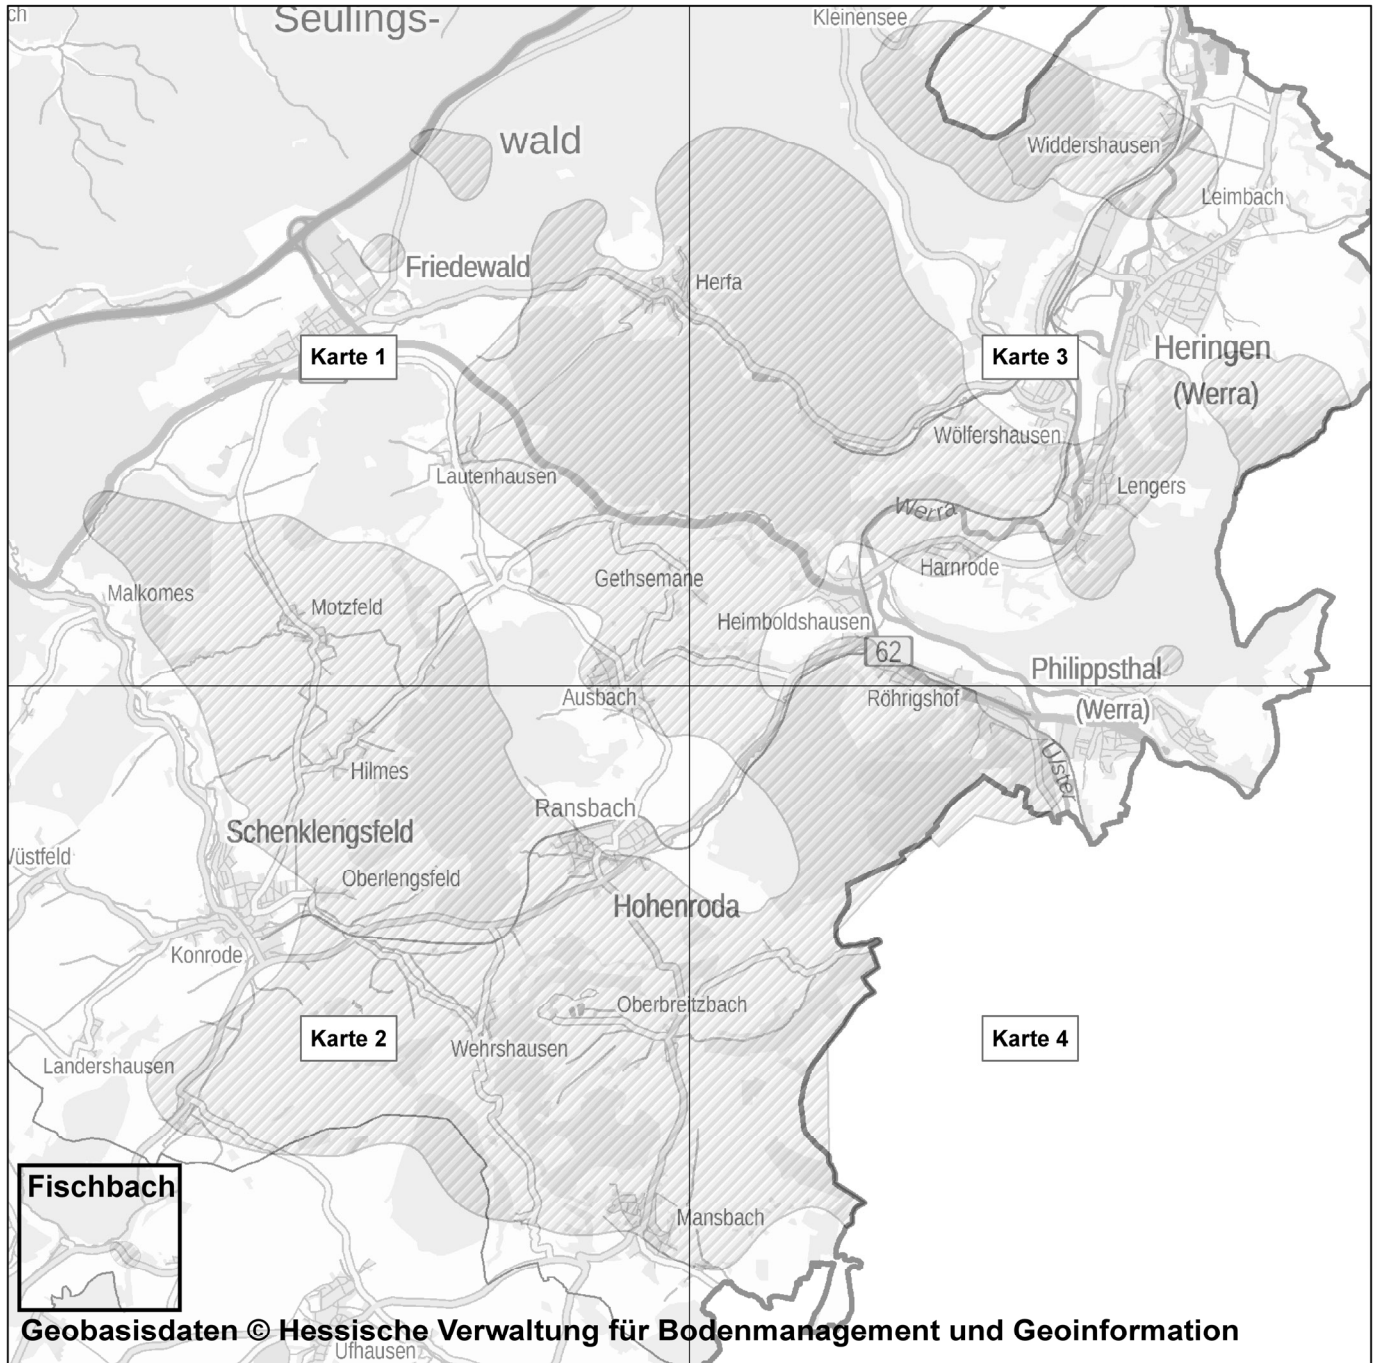 ch
Seulings-
Kleinensee
wald
Widdershausen
Leimbach
Friedewald
Herfa
Karte 1
Karte 3
Heringen
(Werra)
Wölfershausen
Lautenhausen
Lengers
Werra
Harnrode
Gethsemane
Malkomes
Motzfeld
Heimboldshausen
62
Philippsthal
(Werra)
Ausbach
Röhrigshof
Ulster
Hilmes
Ransbach
Schenklengsfeld
Vüstfeld
Oberlengsfeld
Hohenroda
Konrode
Oberbreitzbach
Karte 2
Karte 4
Wehrshausen
Landershausen
Fischbach
Mansbach
Geobasisdaten © Hessische Verwaltung für Bodenmanagement und Geoinformation
Ufhausen